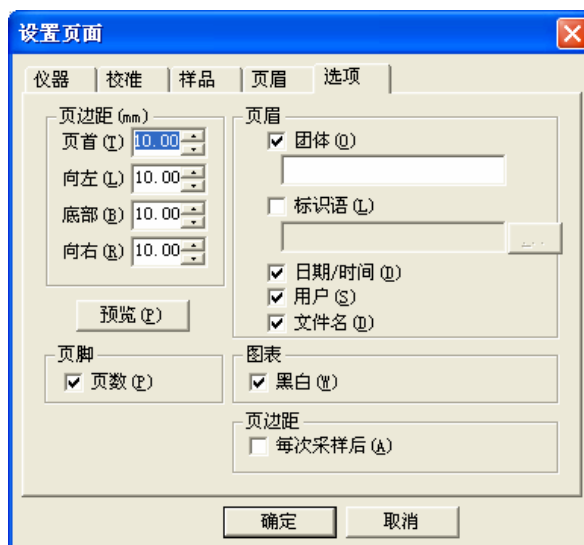 设置页面
仪器 校准 样品 页眉 选项
页边距(mm)
页首(T) 10.00
向左(L) 10.00
底部(B) 10.00
向右(R) 10.00
预览(P)
页脚
页数(P)
页眉
团体(O)
标识语(L)
...
日期/时间(D)
用户(S)
文件名(D)
图表
黑白(W)
页边距
每次采样后(A)
确定 取消